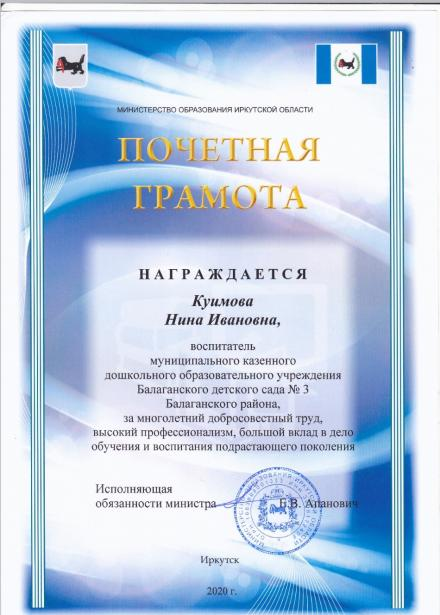 МИНИСТЕРСТВО ОБРАЗОВАНИЯ ИРКУТСКОЙ ОБЛАСТИ
ПОЧЕТНАЯ
ГРАМОТА
НАГРАЖДАЕТСЯ
Куимова
Нина Ивановна,
воспитатель
муниципального казенного
дошкольного образовательного учреждения
Балаганского детского сада № 3
Балаганского района,
за многолетний добросовестный труд,
высокий профессионализм, большой вклад в дело
обучения и воспитания подрастающего поколения
Исполняющая
обязанности министра Е.В. Апанович
Иркутск
2020 г.